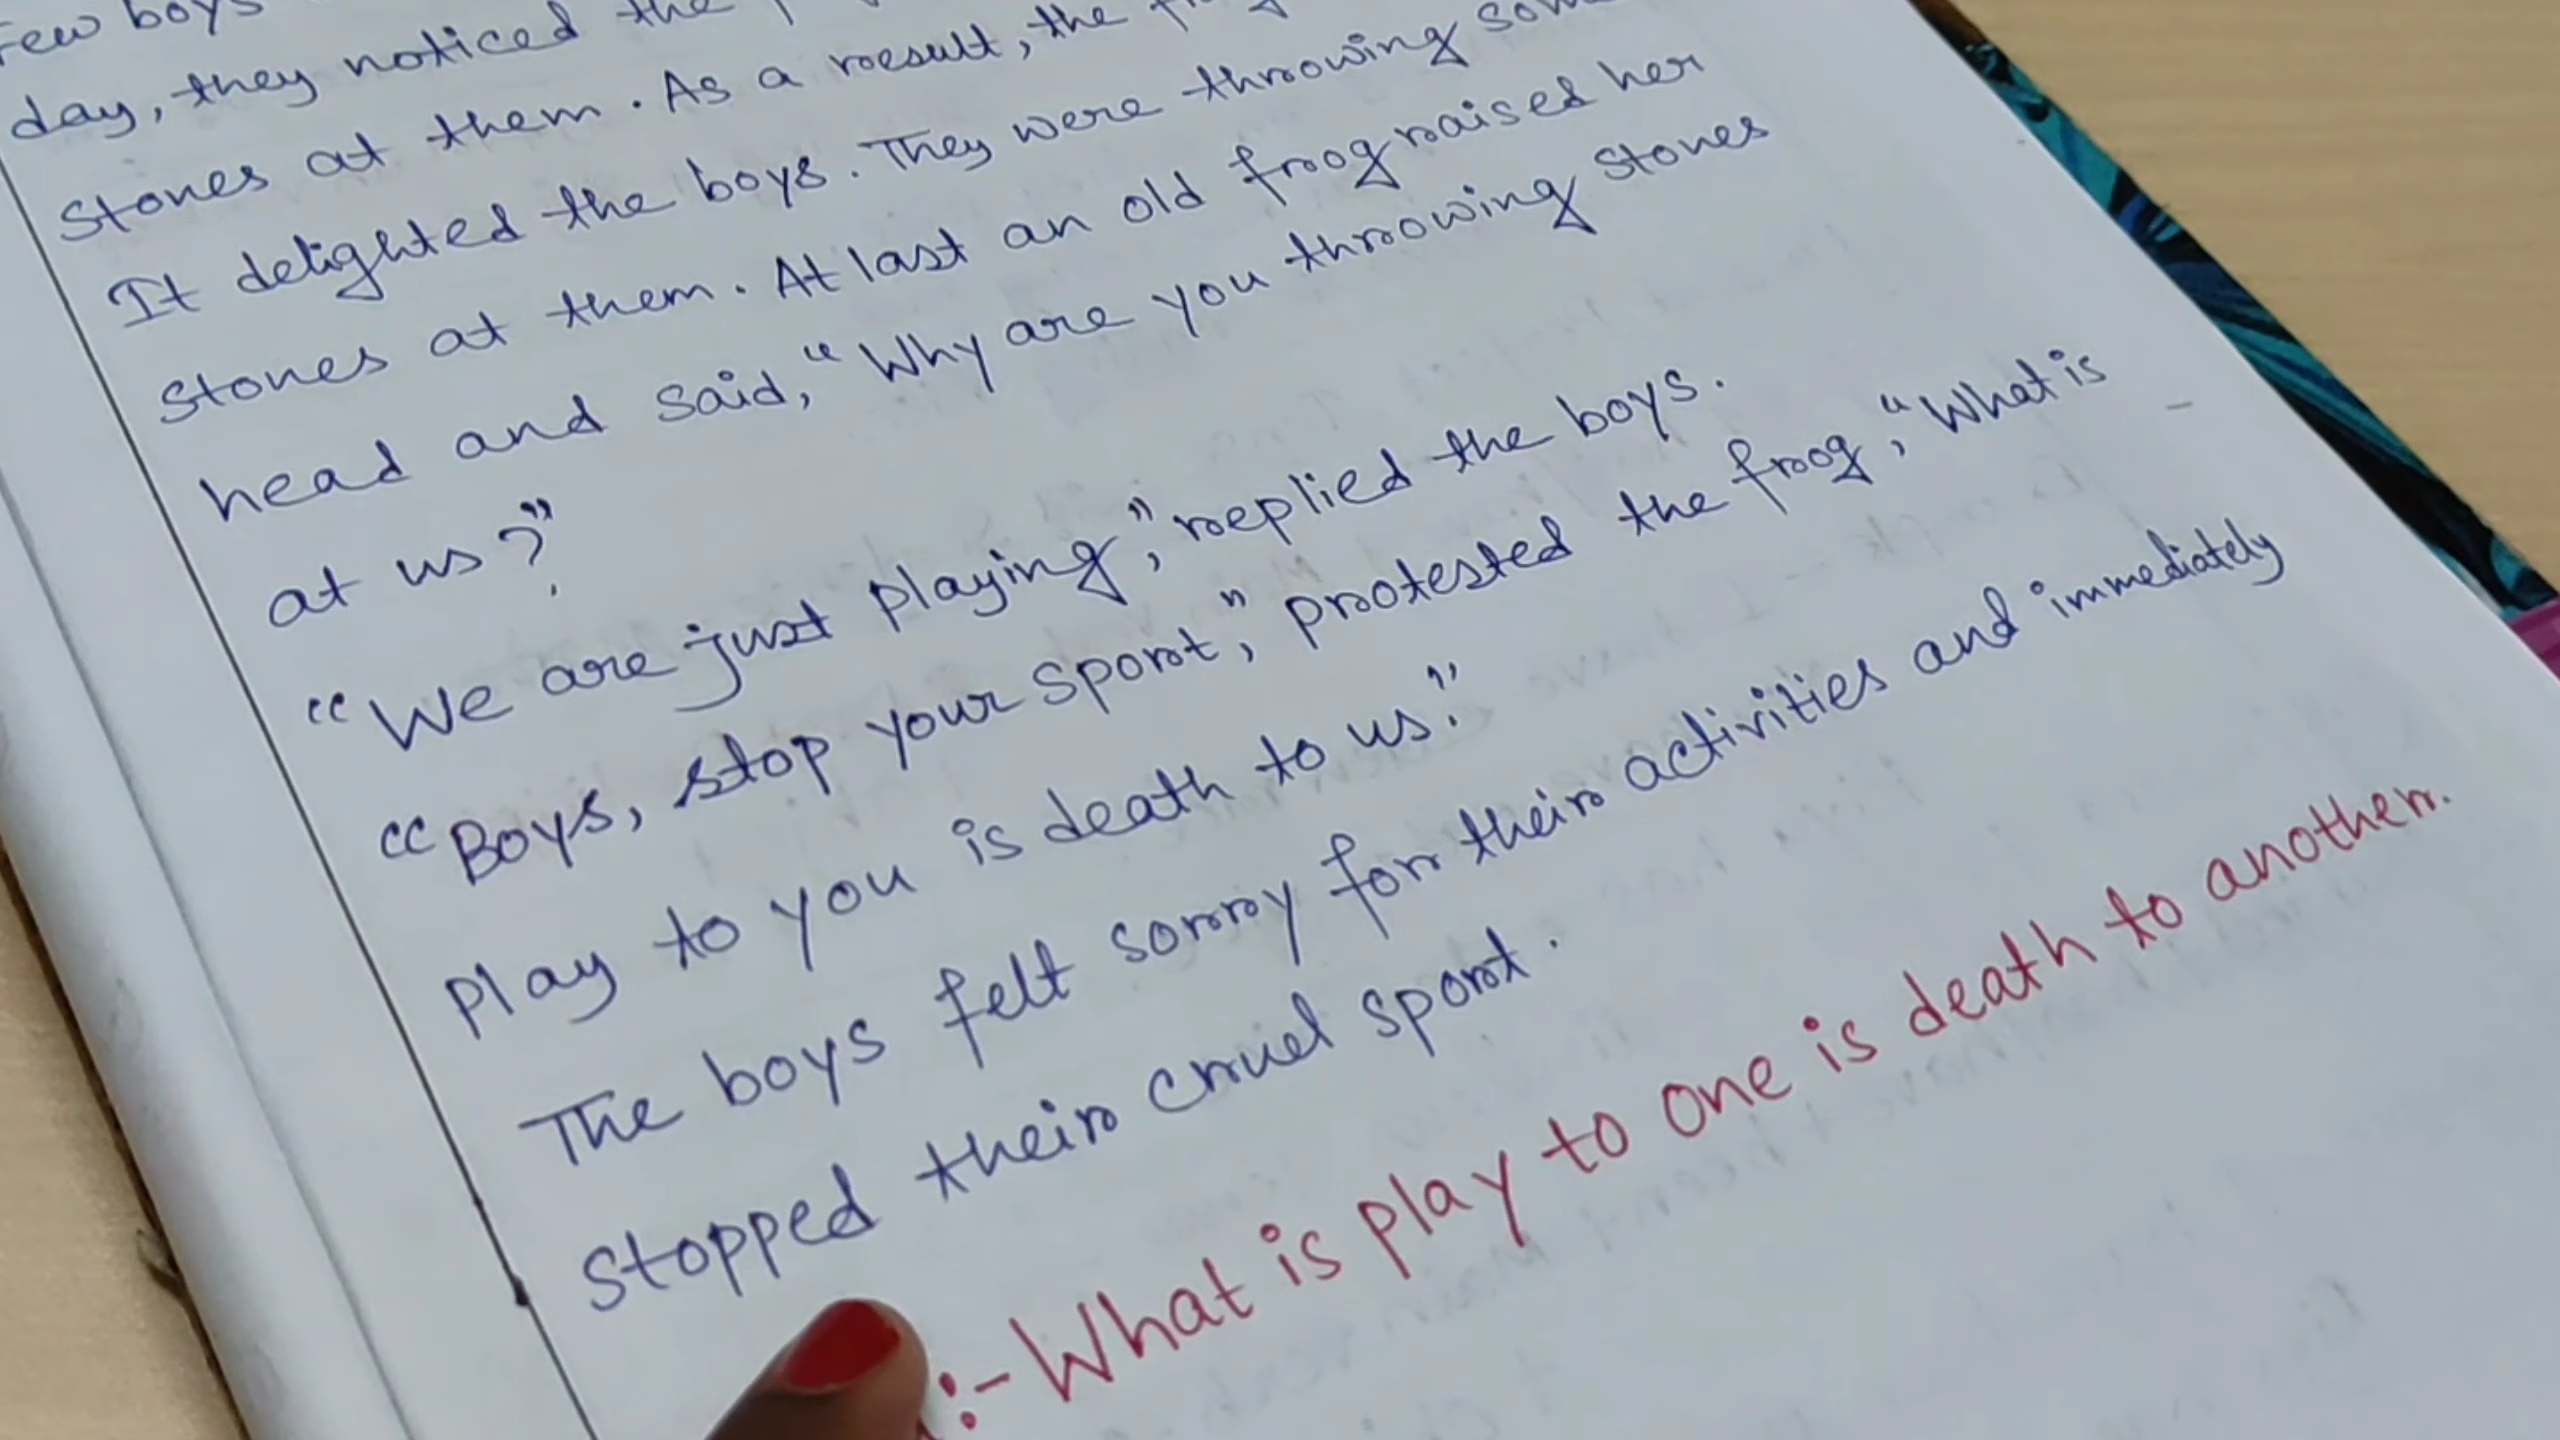 few boys
day, they noticed the
stones at them. As a result, the
It delighted the boys. They were throwing
stones at them. At last an old frog raised her
head and said, "Why are you throwing stones
at us?"
"We are just playing", replied the boys.
"Boys, stop your sport", protested the frog, "What is
play to you is death to us."
The boys felt sorry for their activities and immediately
stopped their cruel sport.
:- What is play to one is death to another.